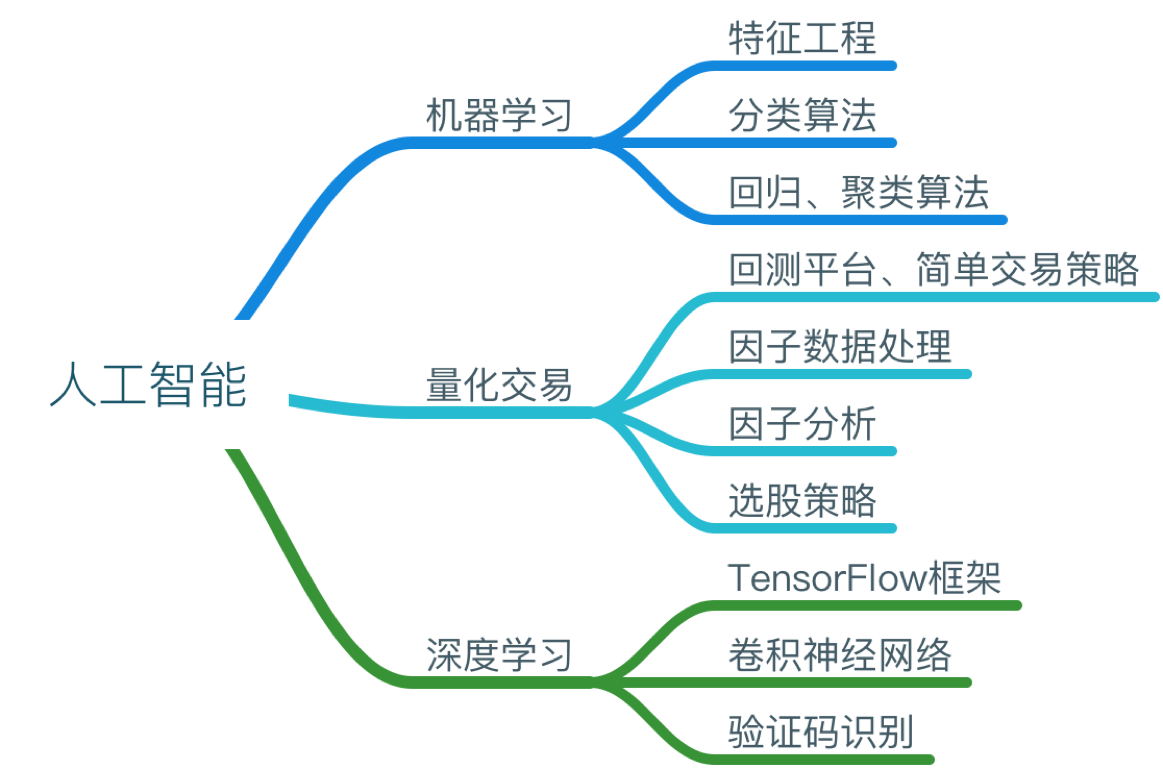 人工智能
机器学习
特征工程
分类算法
回归、聚类算法
量化交易
回测平台、简单交易策略
因子数据处理
因子分析
选股策略
深度学习
TensorFlow框架
卷积神经网络
验证码识别